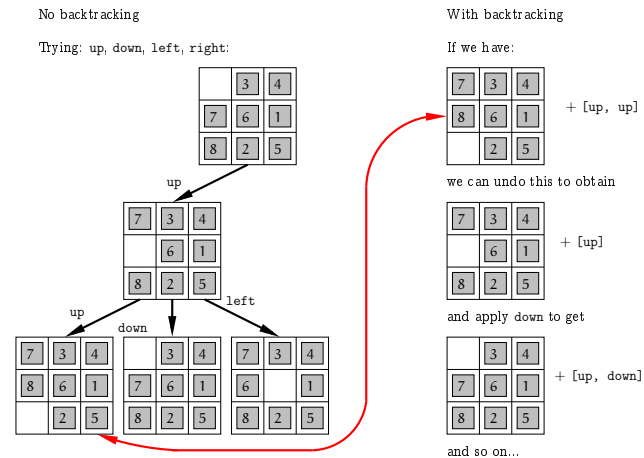 No backtracking
Trying: up, down, left, right:
3 4
7 6 1
8 2 5
up
7 3 4
6 1
8 2 5
up
down
left
7 3 4
8 6 1
2 5
3 4
7 6 1
8 2 5
7 3 4
6 1
8 2 5
With backtracking
If we have:
7 3 4
8 6 1
2 5
+ [up, up]
we can undo this to obtain
7 3 4
6 1
8 2 5
+ [up]
and apply down to get
3 4
7 6 1
8 2 5
+ [up, down]
and so on...